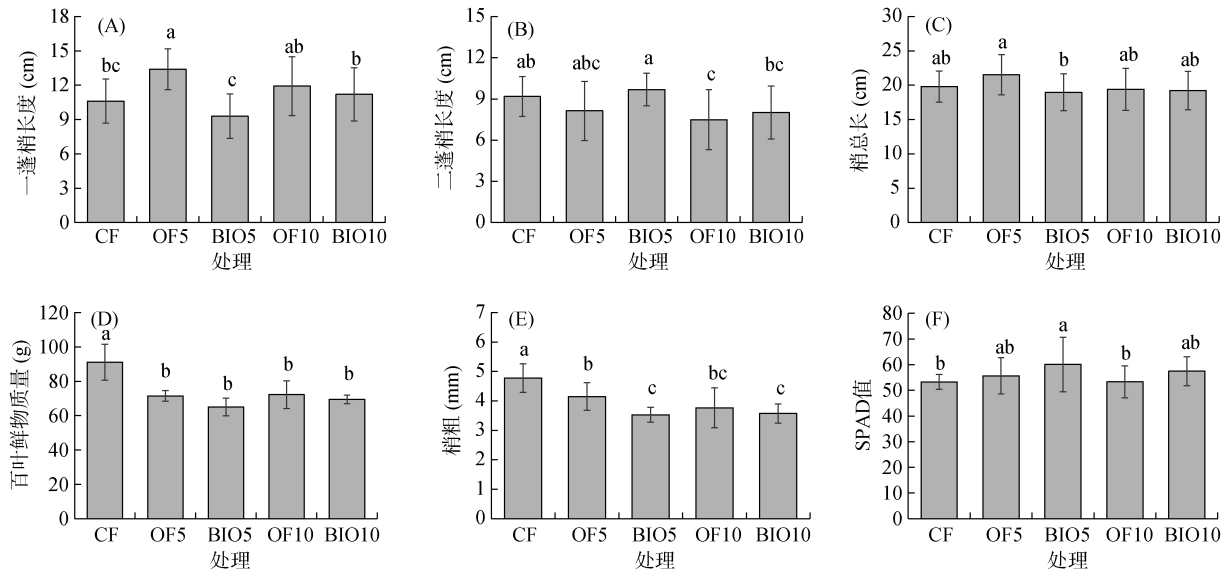 (A)
一蓬梢长度 (cm)
18
15
12
9
6
3
0
bc
a
c
ab
b
CF OF5 BIO5 OF10 BIO10
处理
(B)
二蓬梢长度 (cm)
15
12
9
6
3
0
ab
abc
a
c
bc
CF OF5 BIO5 OF10 BIO10
处理
(C)
梢总长 (cm)
30
25
20
15
10
5
0
ab
a
b
ab
ab
CF OF5 BIO5 OF10 BIO10
处理
(D)
百叶鲜物质量 (g)
120
100
80
60
40
20
0
a
b
b
b
b
CF OF5 BIO5 OF10 BIO10
处理
(E)
梢粗 (mm)
7
6
5
4
3
2
1
0
a
b
c
bc
c
CF OF5 BIO5 OF10 BIO10
处理
(F)
SPAD值
80
70
60
50
40
30
20
10
0
b
ab
a
b
ab
CF OF5 BIO5 OF10 BIO10
处理